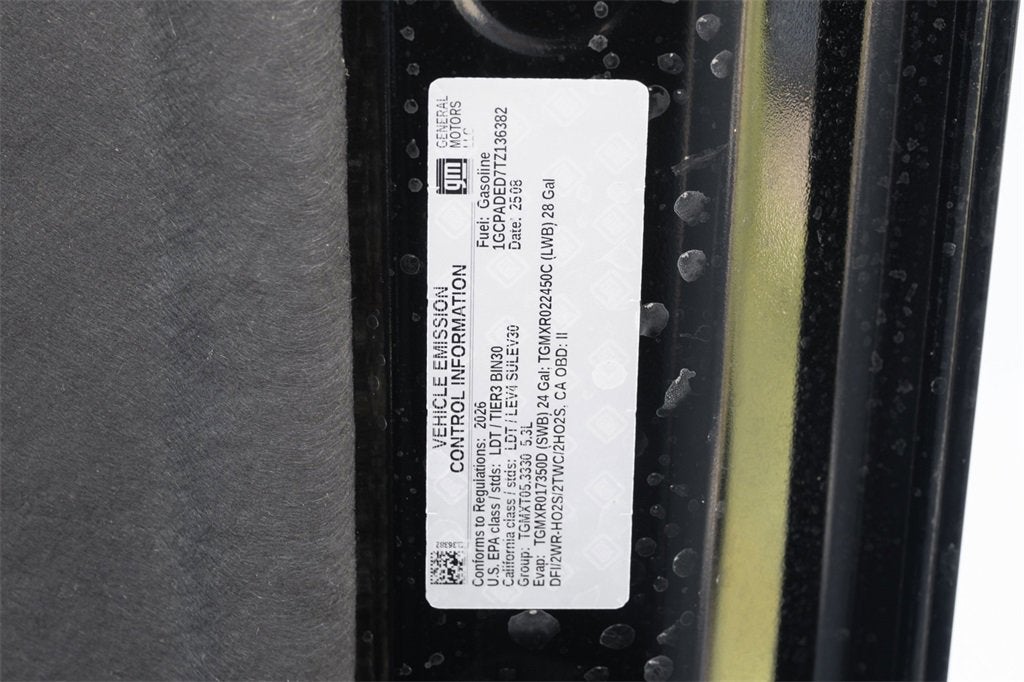 VEHICLE EMISSION
CONTROL INFORMATION
gm
GENERAL
MOTORS
LLC
Fuel: Gasoline
1GCPADED7TZ136382
Date: 2508
Conforms to Regulations: 2026
U.S. EPA class / stds: LDT / TIER3 BIN30
California class / stds: LDT / LEV4 SULEV30
Group: TGMXT05.3330 5.3L
Evap: TGMXR017350D (SWB) 24 Gal; TGMXR022450C (LWB) 28 Gal
DFI/2WR-HO2S/2TWC/2HO2S, CA OBD: II